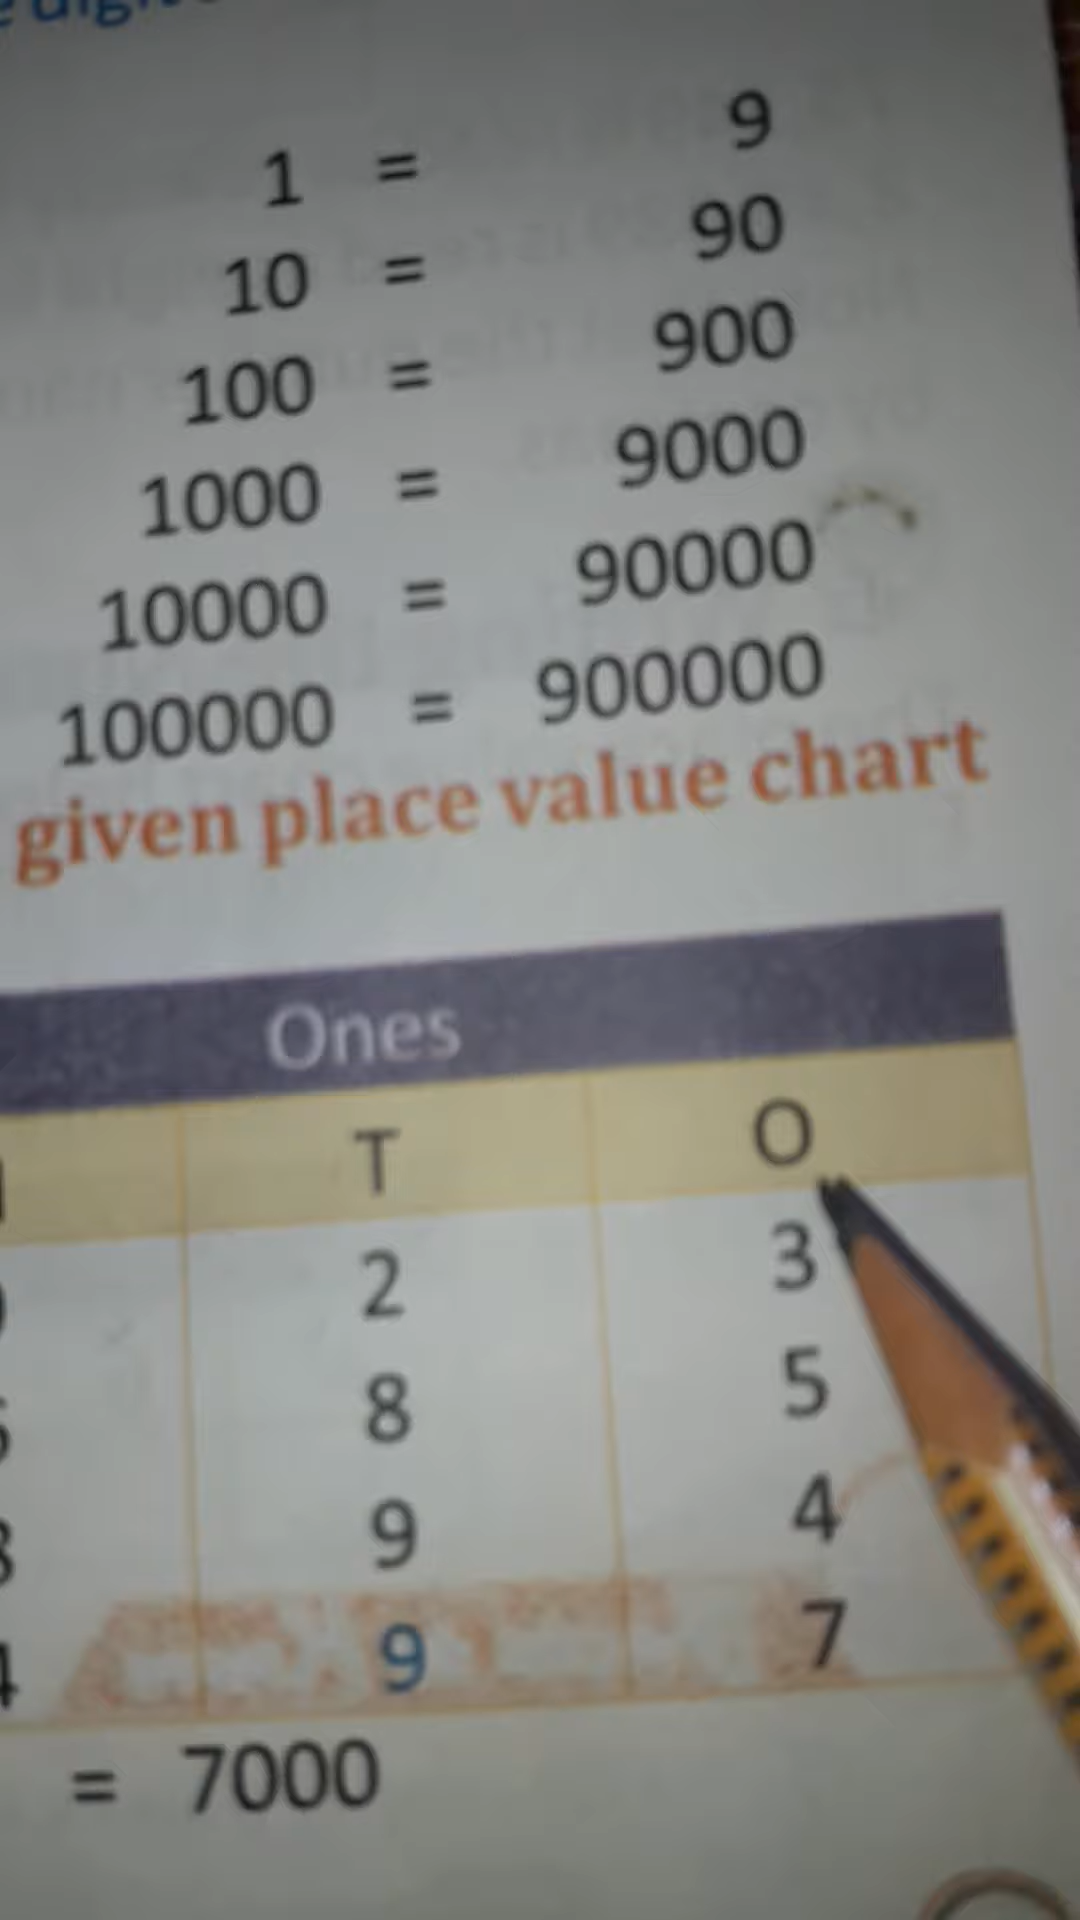 1 = 9
10 = 90
100 = 900
1000 = 9000
10000 = 90000
100000 = 900000
given place value chart
Ones
T O
2 3
8 5
9 4
9 7
= 7000